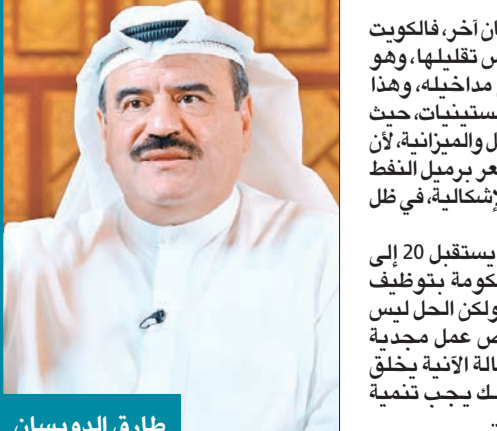 ان آخر، فالكويت
س تقليلها، وهو
مداخيله، وهذا
ستينيات، حيث
ل والميزانية، لأن
عر برميل النفط
إشكالية، في ظل
يستقبل 20 إلى
كومة بتوظيف
ولكن الحل ليس
ص عمل مجدية
الة الآنية يخلق
ك يجب تنمية
طارق الدويسان